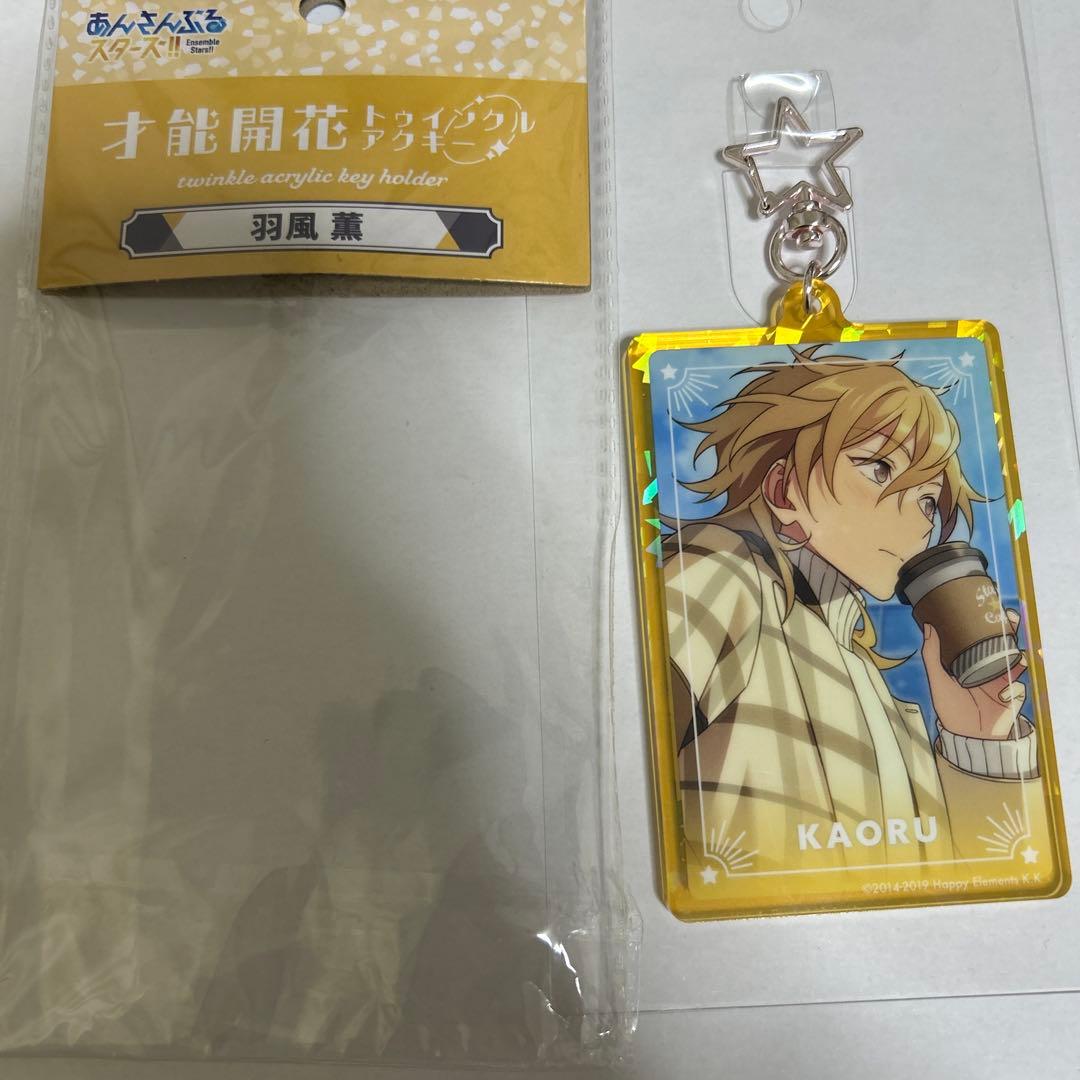 あんさんぶる
スターズ!!
Ensemble
Stars!!
才能開花
トゥインクル
アクキー
twinkle acrylic key holder
羽風 薫
KAORU
©2014-2019 Happy Elements K.K